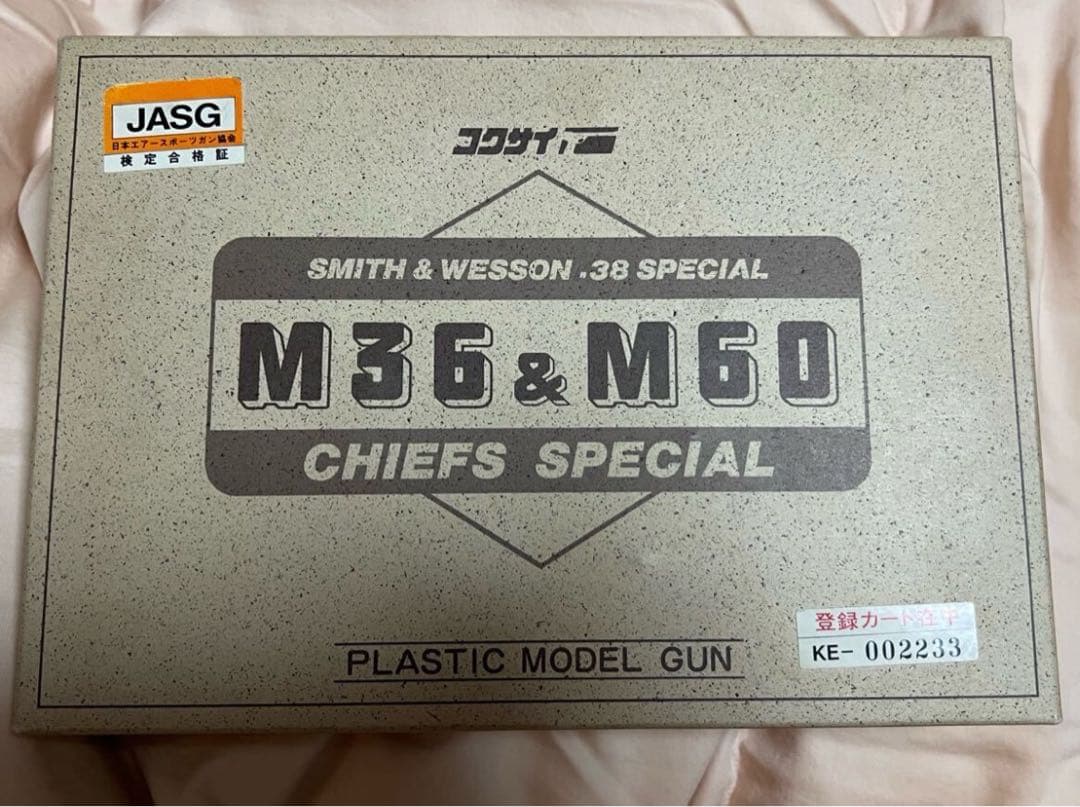 JASG
日本エアースポーツガン協会
検定合格証
コクサイ
SMITH & WESSON .38 SPECIAL
M36 & M60
CHIEFS SPECIAL
PLASTIC MODEL GUN
登録カード在中
KE- 002233